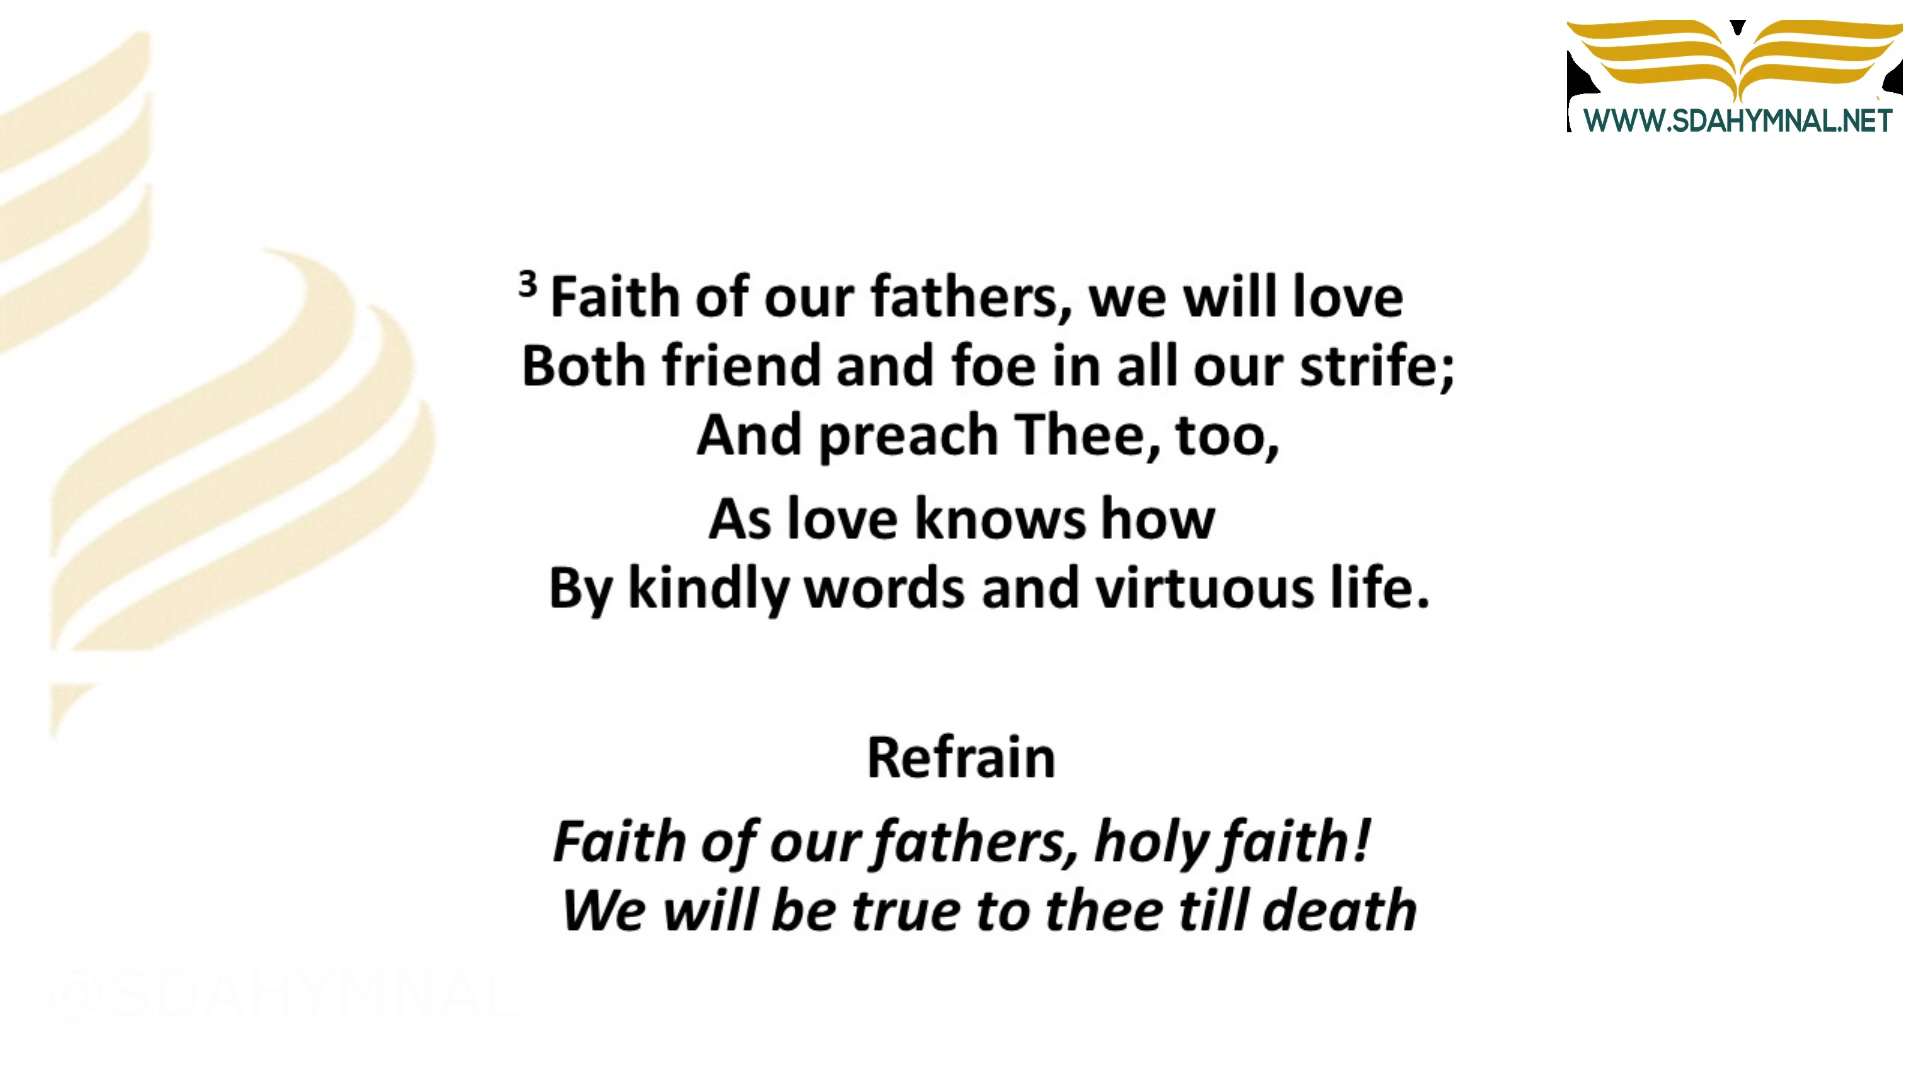 WWW.SDAHYMNAL.NET
3 Faith of our fathers, we will love
Both friend and foe in all our strife;
And preach Thee, too,
As love knows how
By kindly words and virtuous life.
Refrain
Faith of our fathers, holy faith!
We will be true to thee till death
@SDAHYMNAL